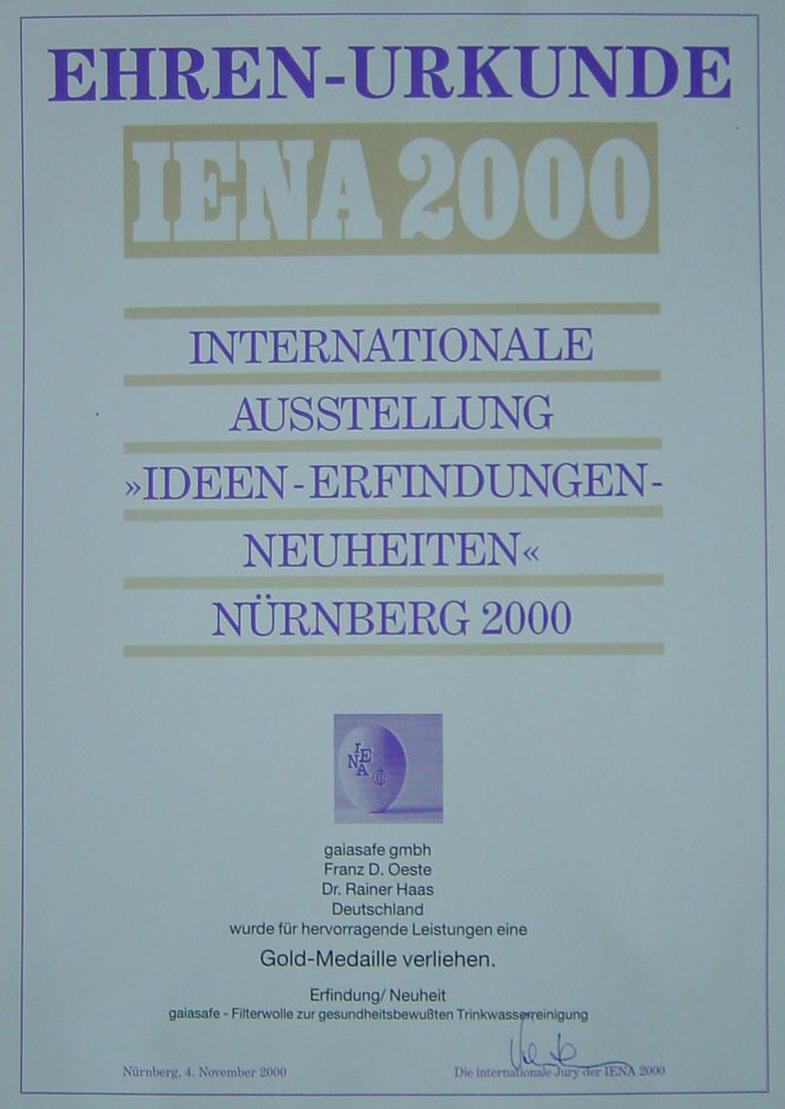 EHREN-URKUNDE
IENA 2000
INTERNATIONALE
AUSSTELLUNG
»IDEEN-ERFINDUNGEN-
NEUHEITEN«
NÜRNBERG 2000
IENA
gaiasafe gmbh
Franz D. Oeste
Dr. Rainer Haas
Deutschland
wurde für hervorragende Leistungen eine
Gold-Medaille verliehen.
Erfindung/ Neuheit
gaiasafe - Filterwolle zur gesundheitsbewußten Trinkwasserreinigung
Nürnberg, 4. November 2000
Die internationale Jury der IENA 2000